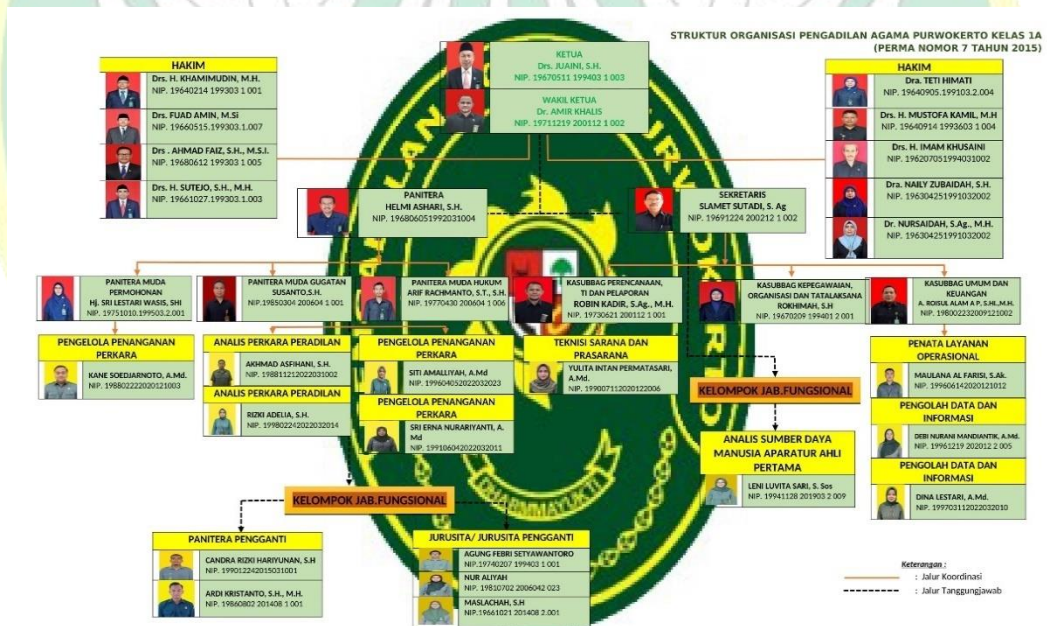 STRUKTUR ORGANISASI PENGADILAN AGAMA PURWOKERTO KELAS 1A
(PERMA NOMOR 7 TAHUN 2015)
KETUA
Drs. JUAINI, S.H.
NIP. 19670511 199403 1 003
WAKIL KETUA
Dr. AMIR KHALIS
NIP. 19711219 200112 1 002
HAKIM
Drs. H. KHAMIMUDIN, M.H.
NIP. 19640214 199303 1 001
Drs. FUAD AMIN, M.Si
NIP. 19660515.199303.1.007
Drs . AHMAD FAIZ, S.H., M.S.I.
NIP. 19680612 199303 1 005
Drs. H. SUTEJO, S.H., M.H.
NIP. 19661027.199303.1.003
HAKIM
Dra. TETI HIMATI
NIP. 19640905.199103.2.004
Drs. H. MUSTOFA KAMIL, M.H
NIP. 19640914 1993603 1 004
Drs. H. IMAM KHUSAINI
NIP. 196207051994031002
Dra. NAILY ZUBAIDAH, S.H.
NIP. 196304251991032002
Dr. NURSAIDAH, S.Ag., M.H.
NIP. 196304251991032002
PANITERA
HELMI ASHARI, S.H.
NIP. 196806051992031004
SEKRETARIS
SLAMET SUTADI, S. Ag
NIP. 19691224 200212 1 002
PANITERA MUDA
PERMOHONAN
Hj. SRI LESTARI WASIS, SHI
NIP. 19751010.199503.2.001
PANITERA MUDA GUGATAN
SUSANTO.S.H.
NIP.19850304 200604 1 001
PANITERA MUDA HUKUM
ARIF RACHMANTO, S.T., S.H.
NIP. 19770430 200604 1 006
KASUBBAG PERENCANAAN,
TI DAN PELAPORAN
ROBIN KADIR, S.Ag., M.H.
NIP. 19730621 200112 1 001
KASUBBAG KEPEGAWAIAN,
ORGANISASI DAN TATALAKSANA
ROKHIMAH, S.H
NIP. 19670209 199401 2 001
KASUBBAG UMUM DAN
KEUANGAN
A. ROISUL ALAM A P, S.HI.,M.H.
NIP. 198002232009121002
PENGELOLA PENANGANAN
PERKARA
KANE SOEDJARNOTO, A.Md.
NIP. 198802222020121003
ANALIS PERKARA PERADILAN
AKHMAD ASFIHANI, S.H.
NIP. 198811212022031002
ANALIS PERKARA PERADILAN
RIZKI ADELIA, S.H.
NIP. 199802242022032014
PENGELOLA PENANGANAN
PERKARA
SITI AMALLIYAH, A.Md
NIP. 199604052022032023
PENGELOLA PENANGANAN
PERKARA
SRI ERNA NURARIYANTI, A.
Md
NIP. 199106042022032011
TEKNISI SARANA DAN
PRASARANA
YULITA INTAN PERMATASARI,
A.Md.
NIP. 199007112020122006
KELOMPOK JAB.FUNGSIONAL
ANALIS SUMBER DAYA
MANUSIA APARATUR AHLI
PERTAMA
LENI LUVITA SARI, S. Sos
NIP. 19941128 201903 2 009
PENATA LAYANAN
OPERASIONAL
MAULANA AL FARISI, S.Ak.
NIP. 199606142020121012
PENGOLAH DATA DAN
INFORMASI
DEBI NURANI MANDIANTIK, A.Md.
NIP. 19961219 202012 2 005
PENGOLAH DATA DAN
INFORMASI
DINA LESTARI, A.Md.
NIP. 199703112022032010
KELOMPOK JAB.FUNGSIONAL
DHARMMAYUKTI
PANITERA PENGGANTI
CANDRA RIZKI HARIYUNAN, S.H
NIP. 199012242015031001
ARDI KRISTANTO, S.H., M.H.
NIP. 19860802 201408 1 001
JURUSITA/ JURUSITA PENGGANTI
AGUNG FEBRI SETYAWANTORO
NIP.19740207 199403 1 001
NUR ALIYAH
NIP. 19810702 2006042 023
MASLACHAH, S.H
NIP.19661021 201408 2.001
Keterangan :
: Jalur Koordinasi
: Jalur Tanggungjawab